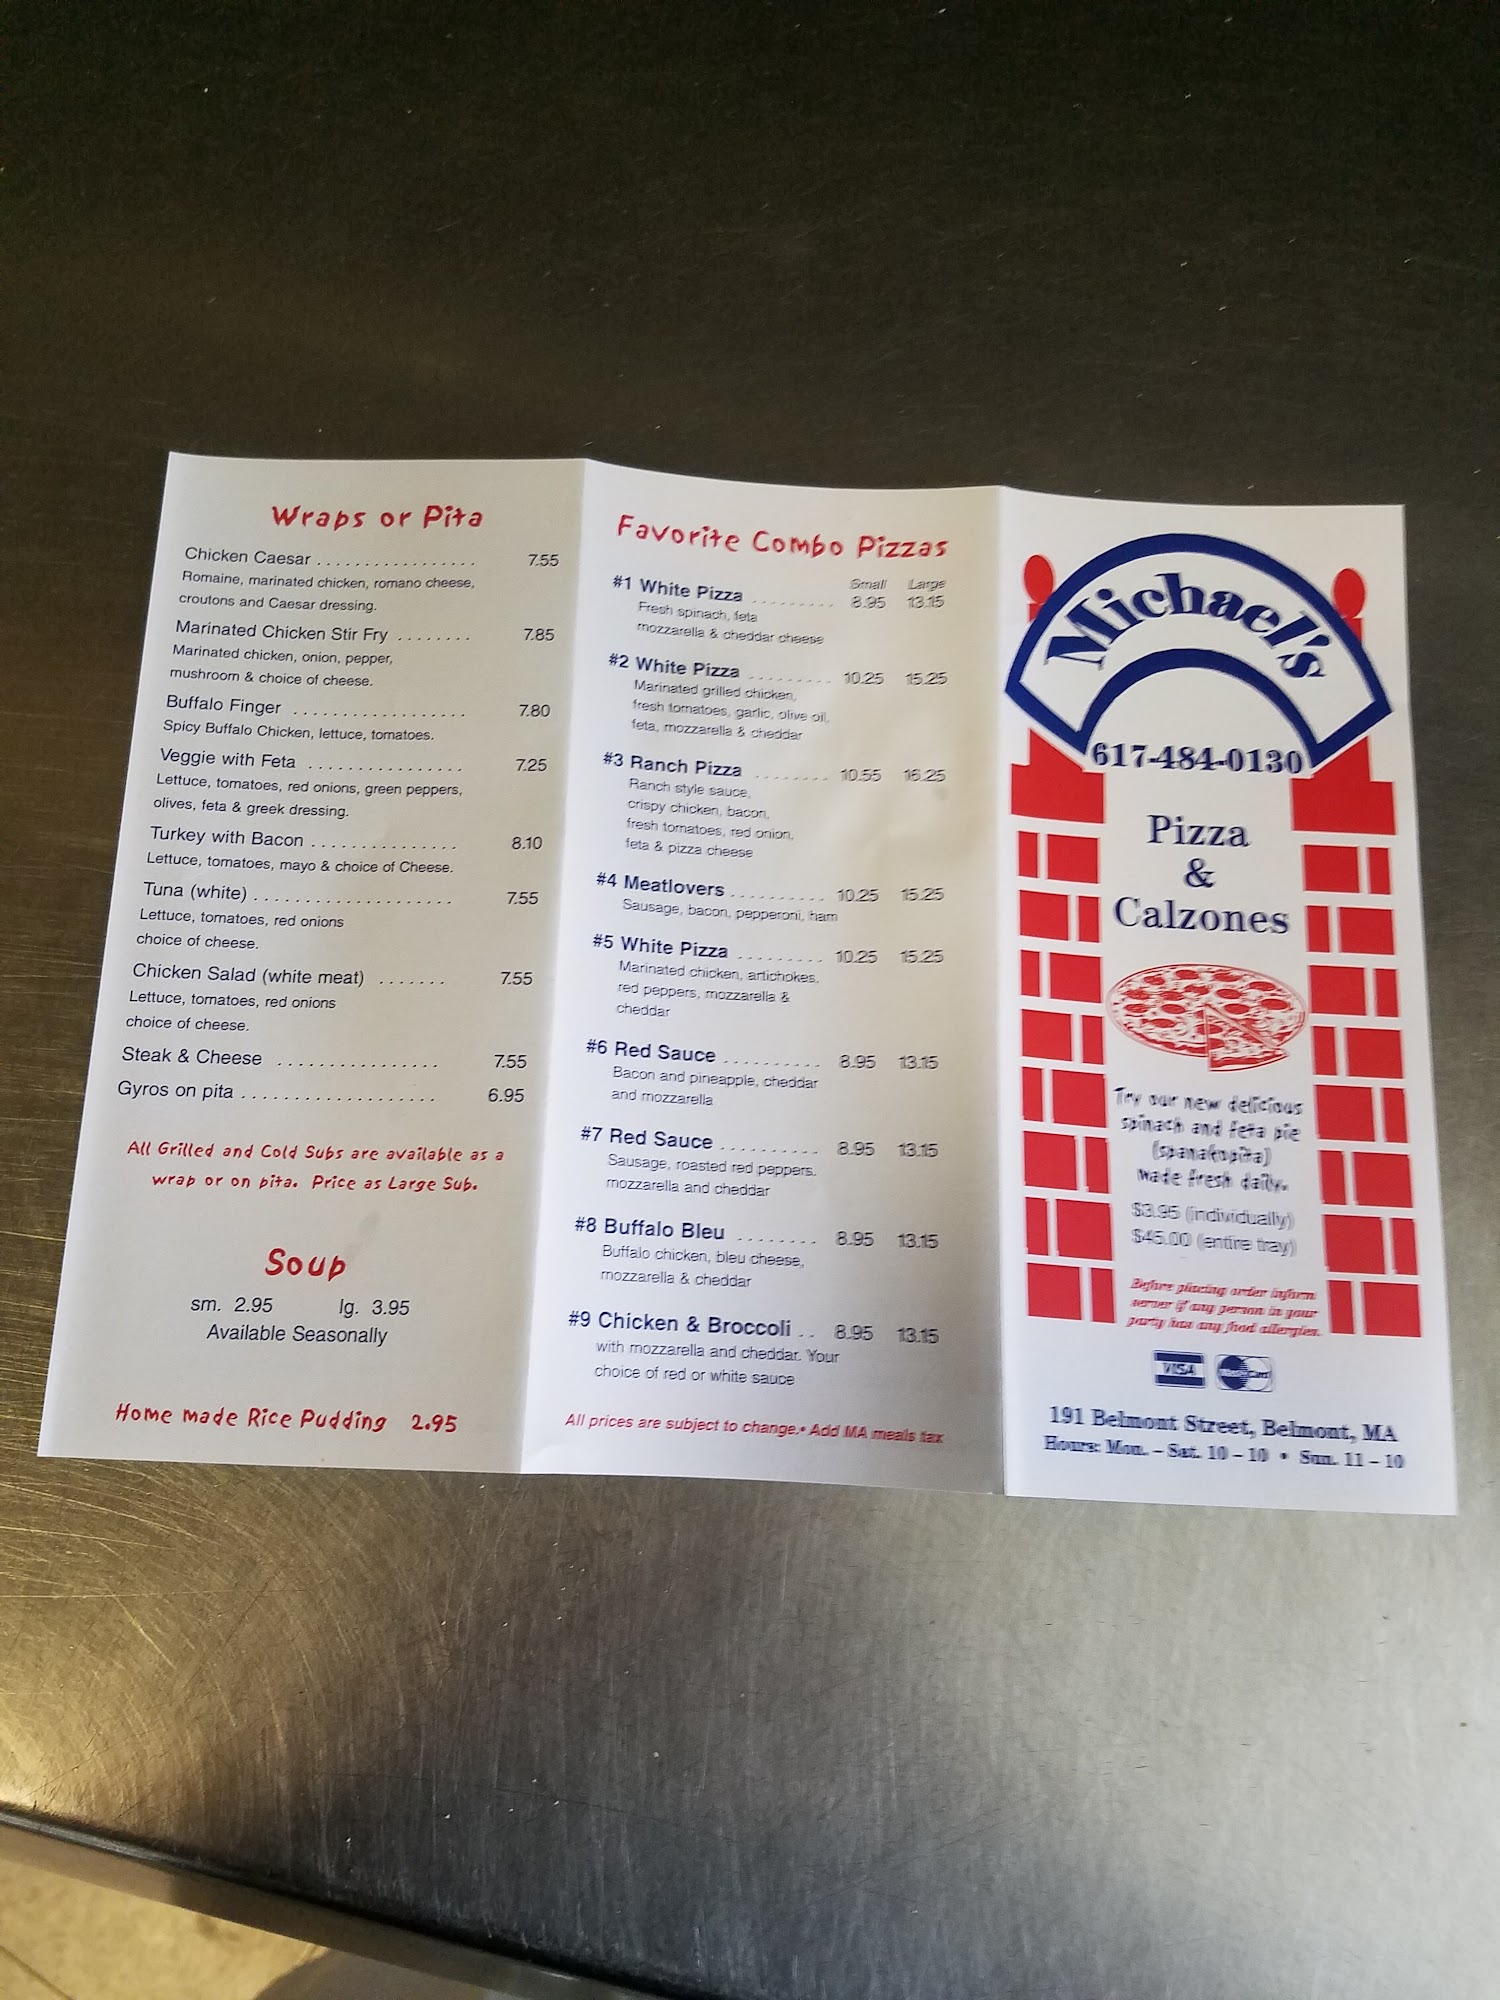 Wraps or Pita
Chicken Caesar ................. 7.55
Romaine, marinated chicken, romano cheese,
croutons and Caesar dressing.
Marinated Chicken Stir Fry ........ 7.85
Marinated chicken, onion, pepper,
mushroom & choice of cheese.
Buffalo Finger .................. 7.80
Spicy Buffalo Chicken, lettuce, tomatoes.
Veggie with Feta ................ 7.25
Lettuce, tomatoes, red onions, green peppers,
olives, feta & greek dressing.
Turkey with Bacon ............... 8.10
Lettuce, tomatoes, mayo & choice of Cheese.
Tuna (white) .................... 7.55
Lettuce, tomatoes, red onions
choice of cheese.
Chicken Salad (white meat) ....... 7.55
Lettuce, tomatoes, red onions
choice of cheese.
Steak & Cheese ................ 7.55
Gyros on pita ................... 6.95
All Grilled and Cold Subs are available as a
wrap or on pita. Price as Large Sub.
Soup
sm. 2.95 lg. 3.95
Available Seasonally
Home made Rice Pudding 2.95
Favorite Combo Pizzas
Small Large
#1 White Pizza ......... 8.95 13.15
Fresh spinach, feta
mozzarella & cheddar cheese
#2 White Pizza ......... 10.25 15.25
Marinated grilled chicken,
fresh tomatoes, garlic, olive oil,
feta, mozzarella & cheddar
#3 Ranch Pizza ........ 10.55 16.25
Ranch style sauce,
crispy chicken, bacon,
fresh tomatoes, red onion,
feta & pizza cheese
#4 Meatlovers .......... 10.25 15.25
Sausage, bacon, pepperoni, ham
#5 White Pizza ......... 10.25 15.25
Marinated chicken, artichokes,
red peppers, mozzarella &
cheddar
#6 Red Sauce .......... 8.95 13.15
Bacon and pineapple, cheddar
and mozzarella
#7 Red Sauce .......... 8.95 13.15
Sausage, roasted red peppers.
mozzarella and cheddar
#8 Buffalo Bleu ........ 8.95 13.15
Buffalo chicken, bleu cheese,
mozzarella & cheddar
#9 Chicken & Broccoli .. 8.95 13.15
with mozzarella and cheddar. Your
choice of red or white sauce
All prices are subject to change.• Add MA meals tax
Michael's
617-484-0130
Pizza
&
Calzones
Try our new delicious
spinach and feta pie
(spanakopita)
made fresh daily.
$3.95 (individually)
$45.00 (entire tray)
Before placing order inform
server if any person in your
party has any food allergies.
VISA MasterCard
191 Belmont Street, Belmont, MA
Hours: Mon. – Sat. 10 – 10 • Sun. 11 – 10